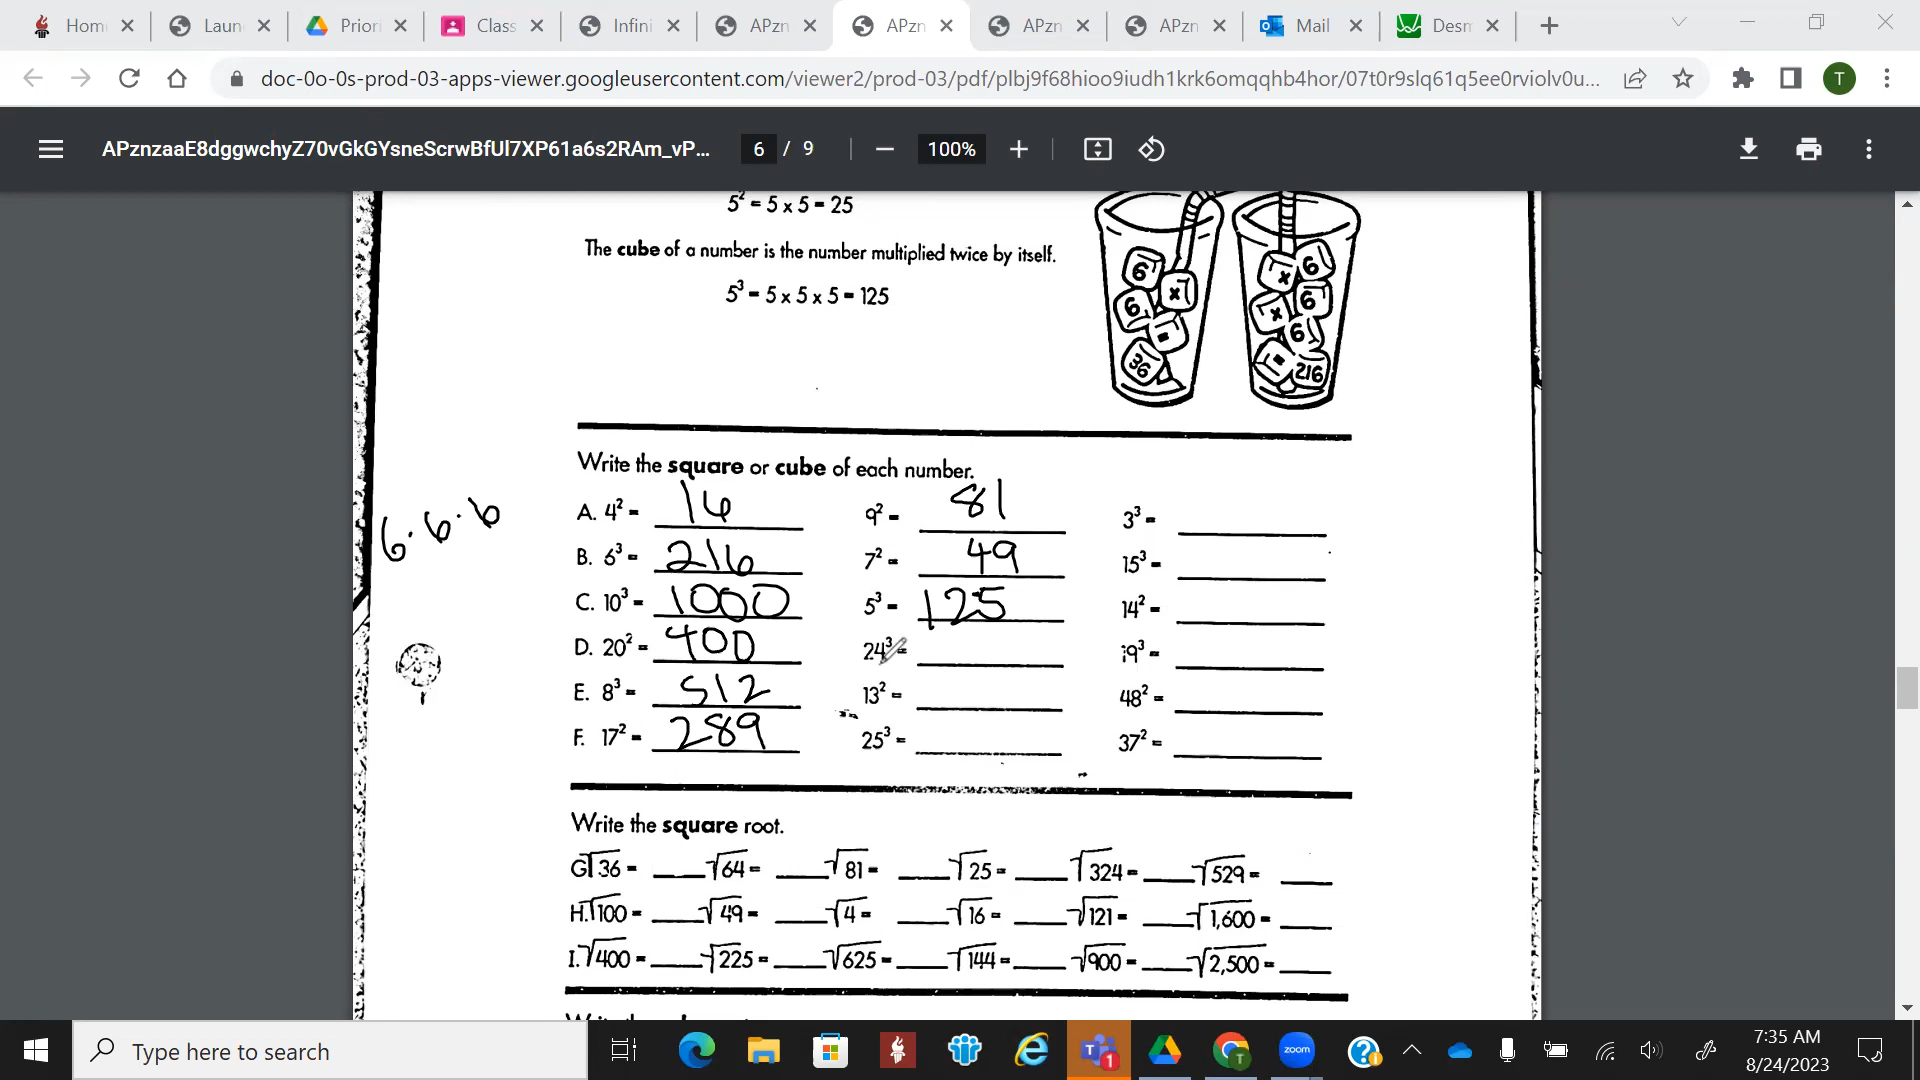 Hom
Laun
Priori
Class
Infini
APzn
APzn
APzn
APzn
Mail
Desm
doc-0o-0s-prod-03-apps-viewer.googleusercontent.com/viewer2/prod-03/pdf/plbj9f68hioo9iudh1krk6omqqhb4hor/07t0r9slq61q5ee0rviolv0u...
T
APznzaaE8dggwchyZ70vGkGYsneScrwBfUl7XP61a6s2RAm_vP...
6 / 9
100%
5² = 5 x 5 = 25
The cube of a number is the number multiplied twice by itself.
5³ = 5 x 5 x 5 = 125
6 x 6 = 36
6 x 6 x 6 = 216
Write the square or cube of each number.
6·6·6
A. 4² = 16 9² = 81 3³ =
B. 6³ = 216 7² = 49 15³ =
C. 10³ = 1000 5³ = 125 14² =
D. 20² = 400 24³ = 19³ =
E. 8³ = 512 13² = 48² =
F. 17² = 289 25³ = 37² =
Write the square root.
G. √36 = √64 = √81 = √25 = √324 = √529 =
H. √100 = √49 = √4 = √16 = √121 = √1,600 =
I. √400 = √225 = √625 = √144 = √900 = √2,500 =
Type here to search
1
T
zoom
7:35 AM
8/24/2023